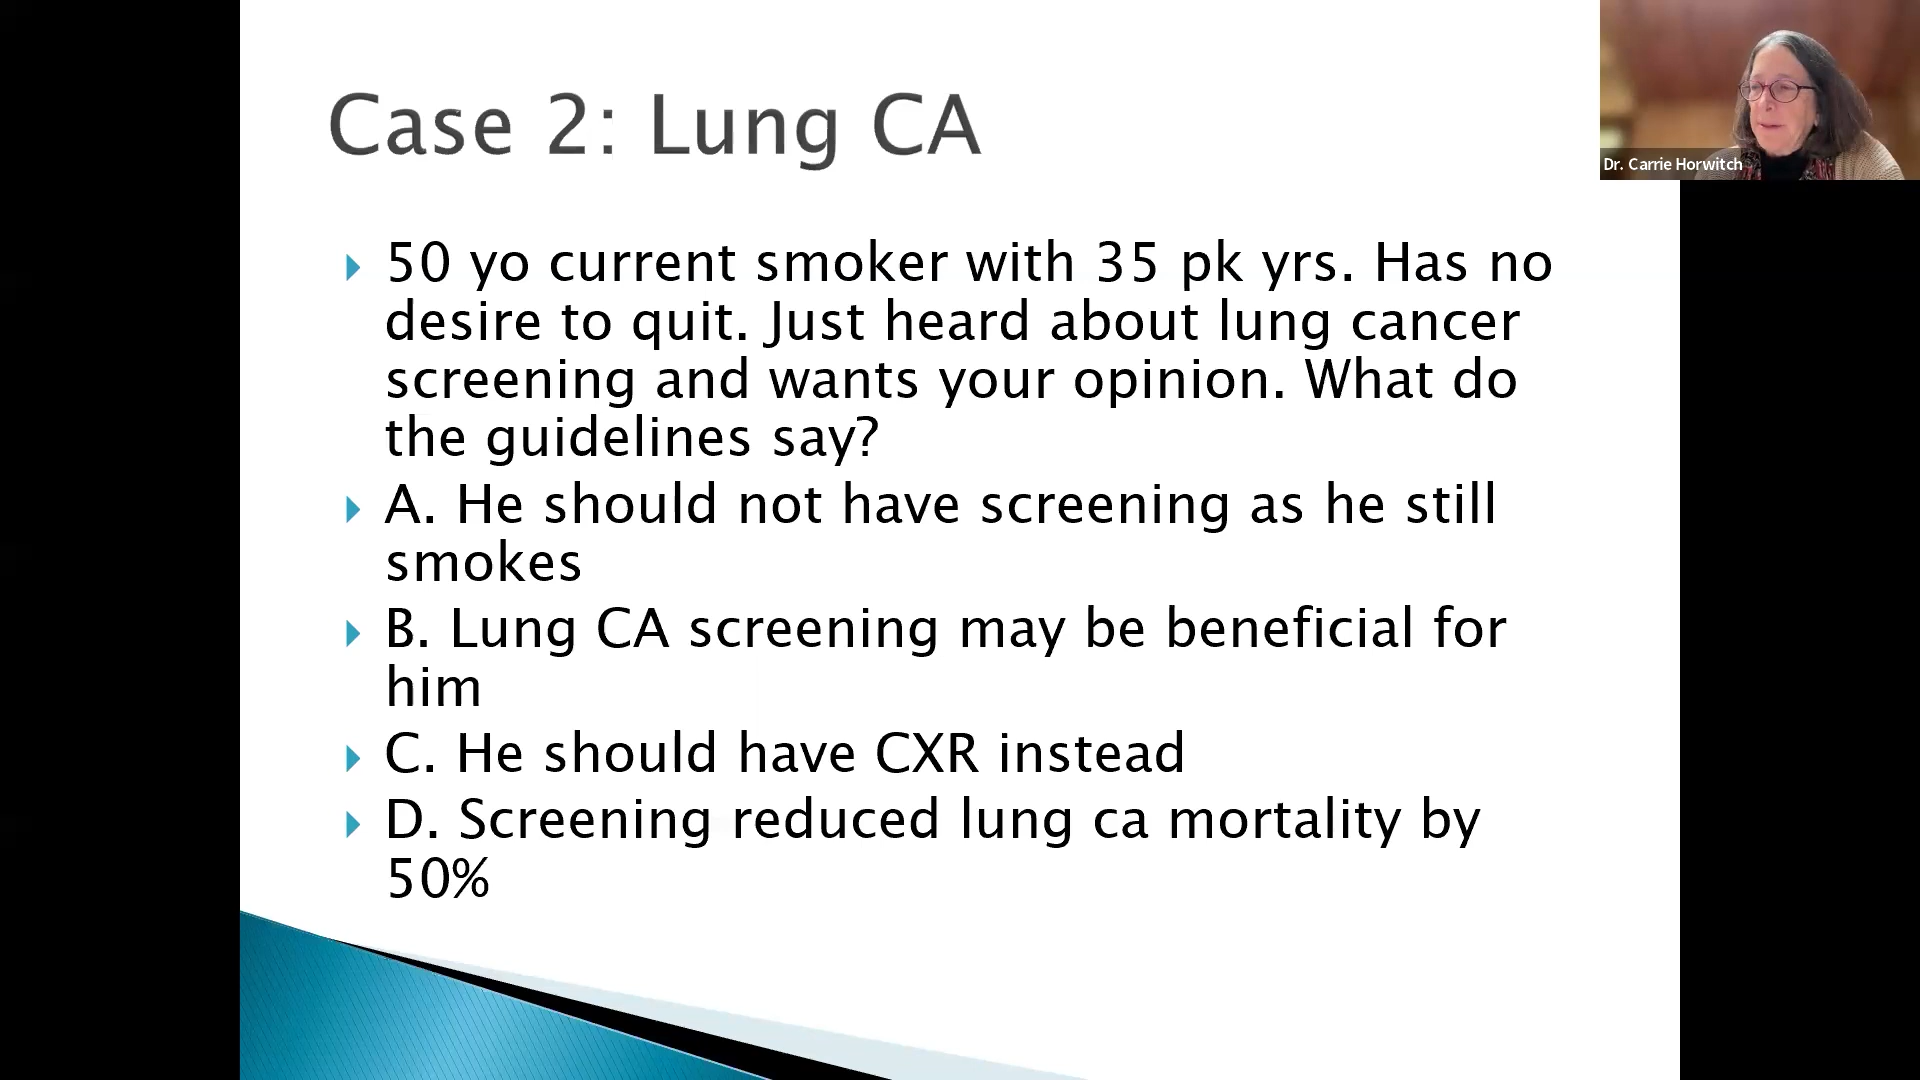 Case 2: Lung CA
Dr. Carrie Horwitch
50 yo current smoker with 35 pk yrs. Has no
desire to quit. Just heard about lung cancer
screening and wants your opinion. What do
the guidelines say?
A. He should not have screening as he still
smokes
B. Lung CA screening may be beneficial for
him
C. He should have CXR instead
D. Screening reduced lung ca mortality by
50%